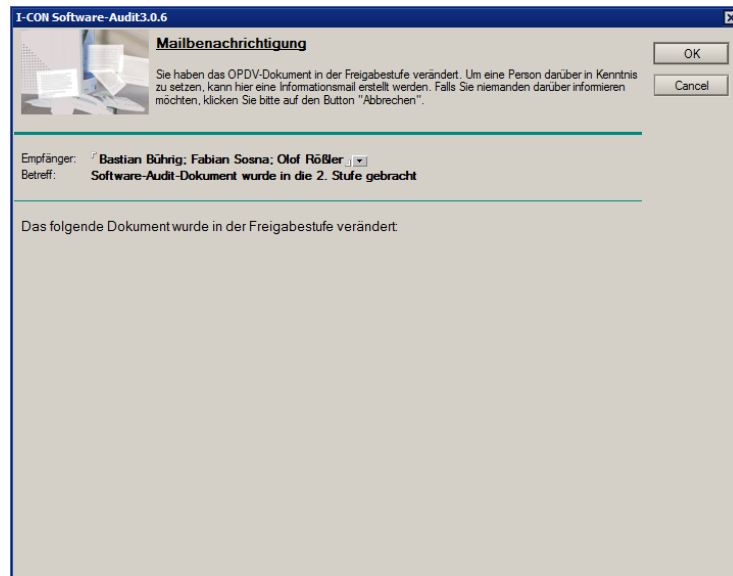 I-CON Software-Audit3.0.6
Mailbenachrichtigung
OK
Sie haben das OPDV-Dokument in der Freigabestufe verändert. Um eine Person darüber in Kenntnis
zu setzen, kann hier eine Informationsmail erstellt werden. Falls Sie niemanden darüber informieren
möchten, klicken Sie bitte auf den Button "Abbrechen".
Cancel
Empfänger: Bastian Bührig; Fabian Sosna; Olof Rößler
Betreff: Software-Audit-Dokument wurde in die 2. Stufe gebracht
Das folgende Dokument wurde in der Freigabestufe verändert: